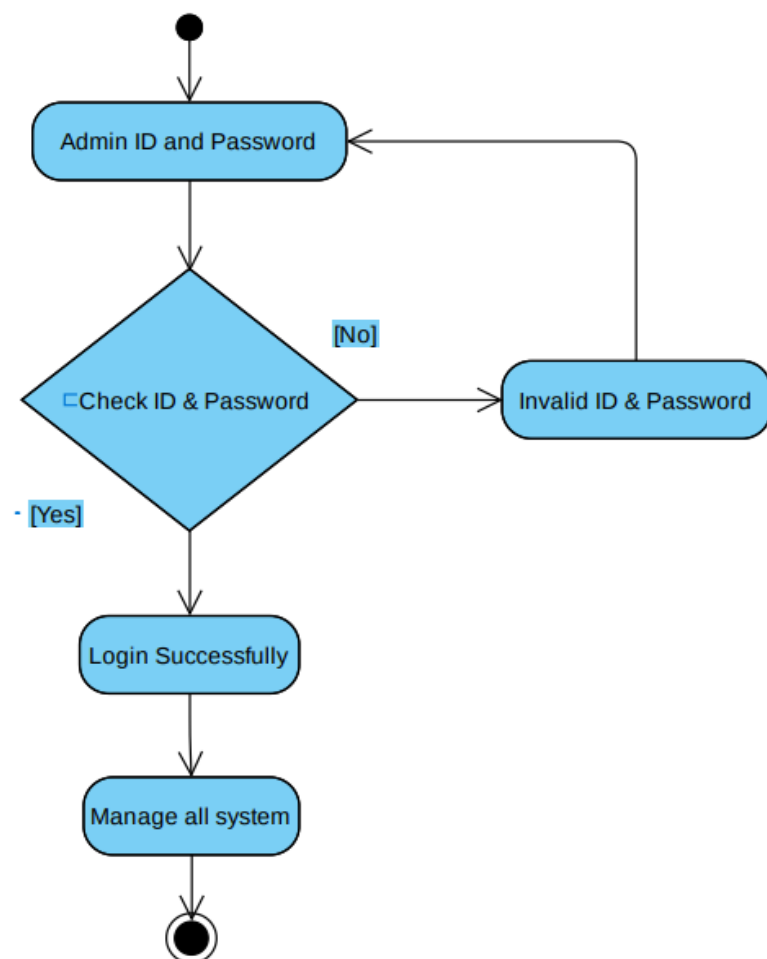 Admin ID and Password
[No]
Check ID & Password
Invalid ID & Password
[Yes]
Login Successfully
Manage all system